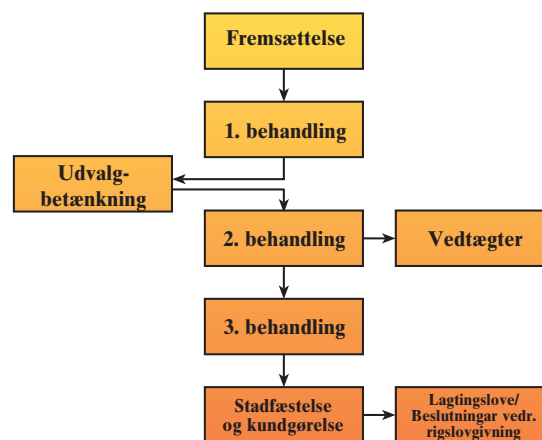 Fremsættelse
1. behandling
Udvalg-
betænkning
2. behandling
Vedtægter
3. behandling
Stadfæstelse
og kundgørelse
Lagtingslove/
Beslutningar vedr.
rigslovgivning